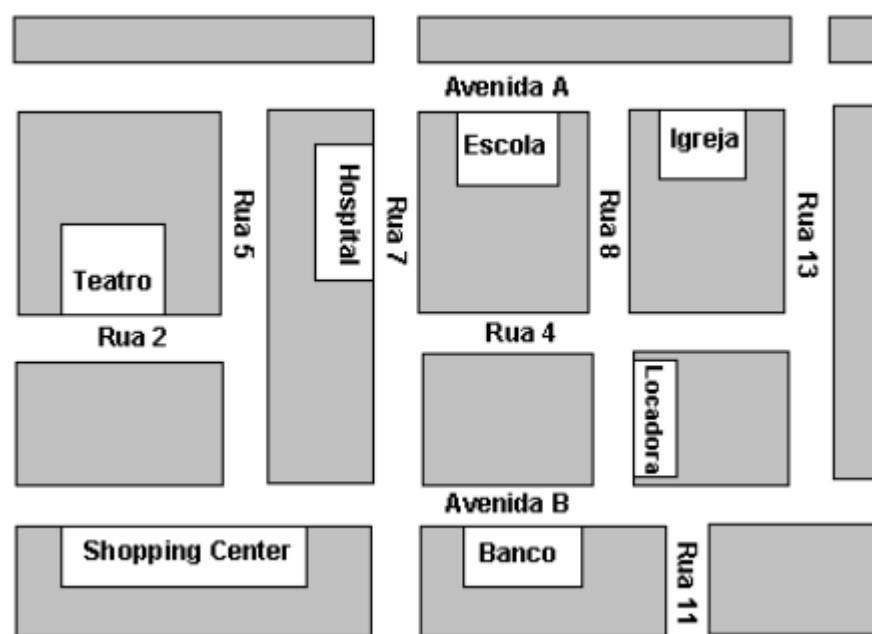 Avenida A
Escola
Igreja
Hospital
Rua 5
Rua 7
Rua 8
Rua 13
Teatro
Rua 2
Rua 4
Locadora
Avenida B
Shopping Center
Banco
Rua 11